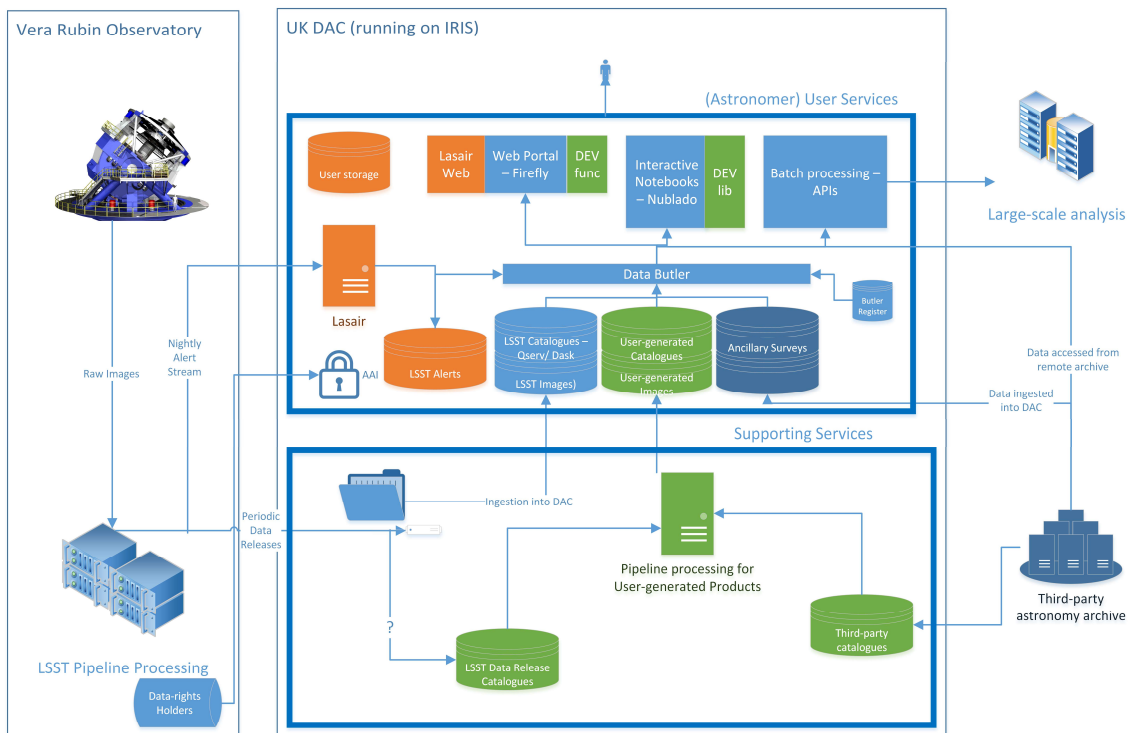 Vera Rubin Observatory
UK DAC (running on IRIS)
(Astronomer) User Services
User storage
Lasair
Web
Web Portal
– Firefly
DEV
func
Interactive
Notebooks
– Nublado
DEV
lib
Batch processing –
APIs
Large-scale analysis
Data Butler
Lasair
Butler
Register
LSST Catalogues –
Qserv/ Dask
LSST Images)
User-generated
Catalogues
User-generated
Images
Ancillary Surveys
LSST Alerts
AAI
Nightly
Alert
Stream
Raw Images
Data accessed from
remote archive
Data ingested
into DAC
Supporting Services
Ingestion into DAC
Periodic
Data
Releases
Pipeline processing for
User-generated Products
?
LSST Data Release
Catalogues
Third-party
catalogues
Third-party
astronomy archive
LSST Pipeline Processing
Data-rights
Holders